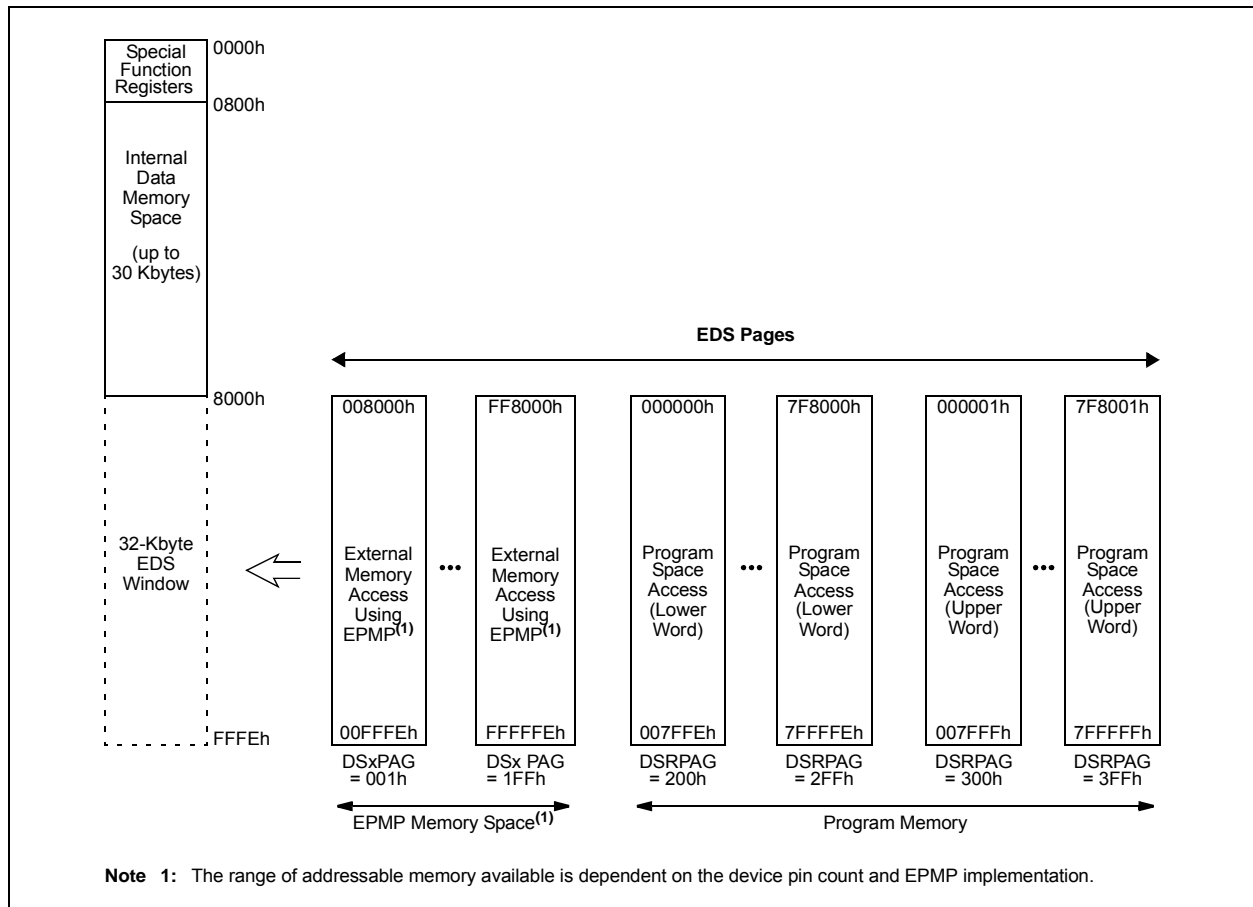 Special
Function
Registers
0000h
0800h
Internal
Data
Memory
Space
(up to
30 Kbytes)
8000h
32-Kbyte
EDS
Window
FFFEh
EDS Pages
008000h
External
Memory
Access
Using
EPMP(1)
00FFFEh
DSxPAG
= 001h
•••
FF8000h
External
Memory
Access
Using
EPMP(1)
FFFFFEh
DSx PAG
= 1FFh
EPMP Memory Space(1)
000000h
Program
Space
Access
(Lower
Word)
007FFEh
DSRPAG
= 200h
•••
7F8000h
Program
Space
Access
(Lower
Word)
7FFFFEh
DSRPAG
= 2FFh
000001h
Program
Space
Access
(Upper
Word)
007FFFh
DSRPAG
= 300h
•••
7F8001h
Program
Space
Access
(Upper
Word)
7FFFFFh
DSRPAG
= 3FFh
Program Memory
Note 1: The range of addressable memory available is dependent on the device pin count and EPMP implementation.